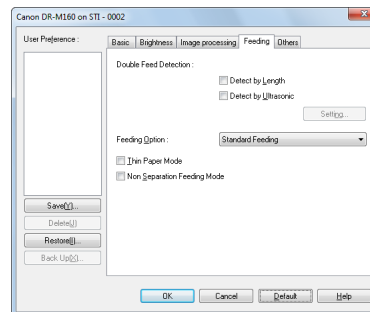 Canon DR-M160 on STI - 0002
User Preference :
Basic Brightness Image processing Feeding Others
Double Feed Detection :
Detect by Length
Detect by Ultrasonic
Setting...
Feeding Option : Standard Feeding
Thin Paper Mode
Non Separation Feeding Mode
Save(Y)...
Delete(J)
Restore(I)...
Back Up(X)...
OK Cancel Default Help